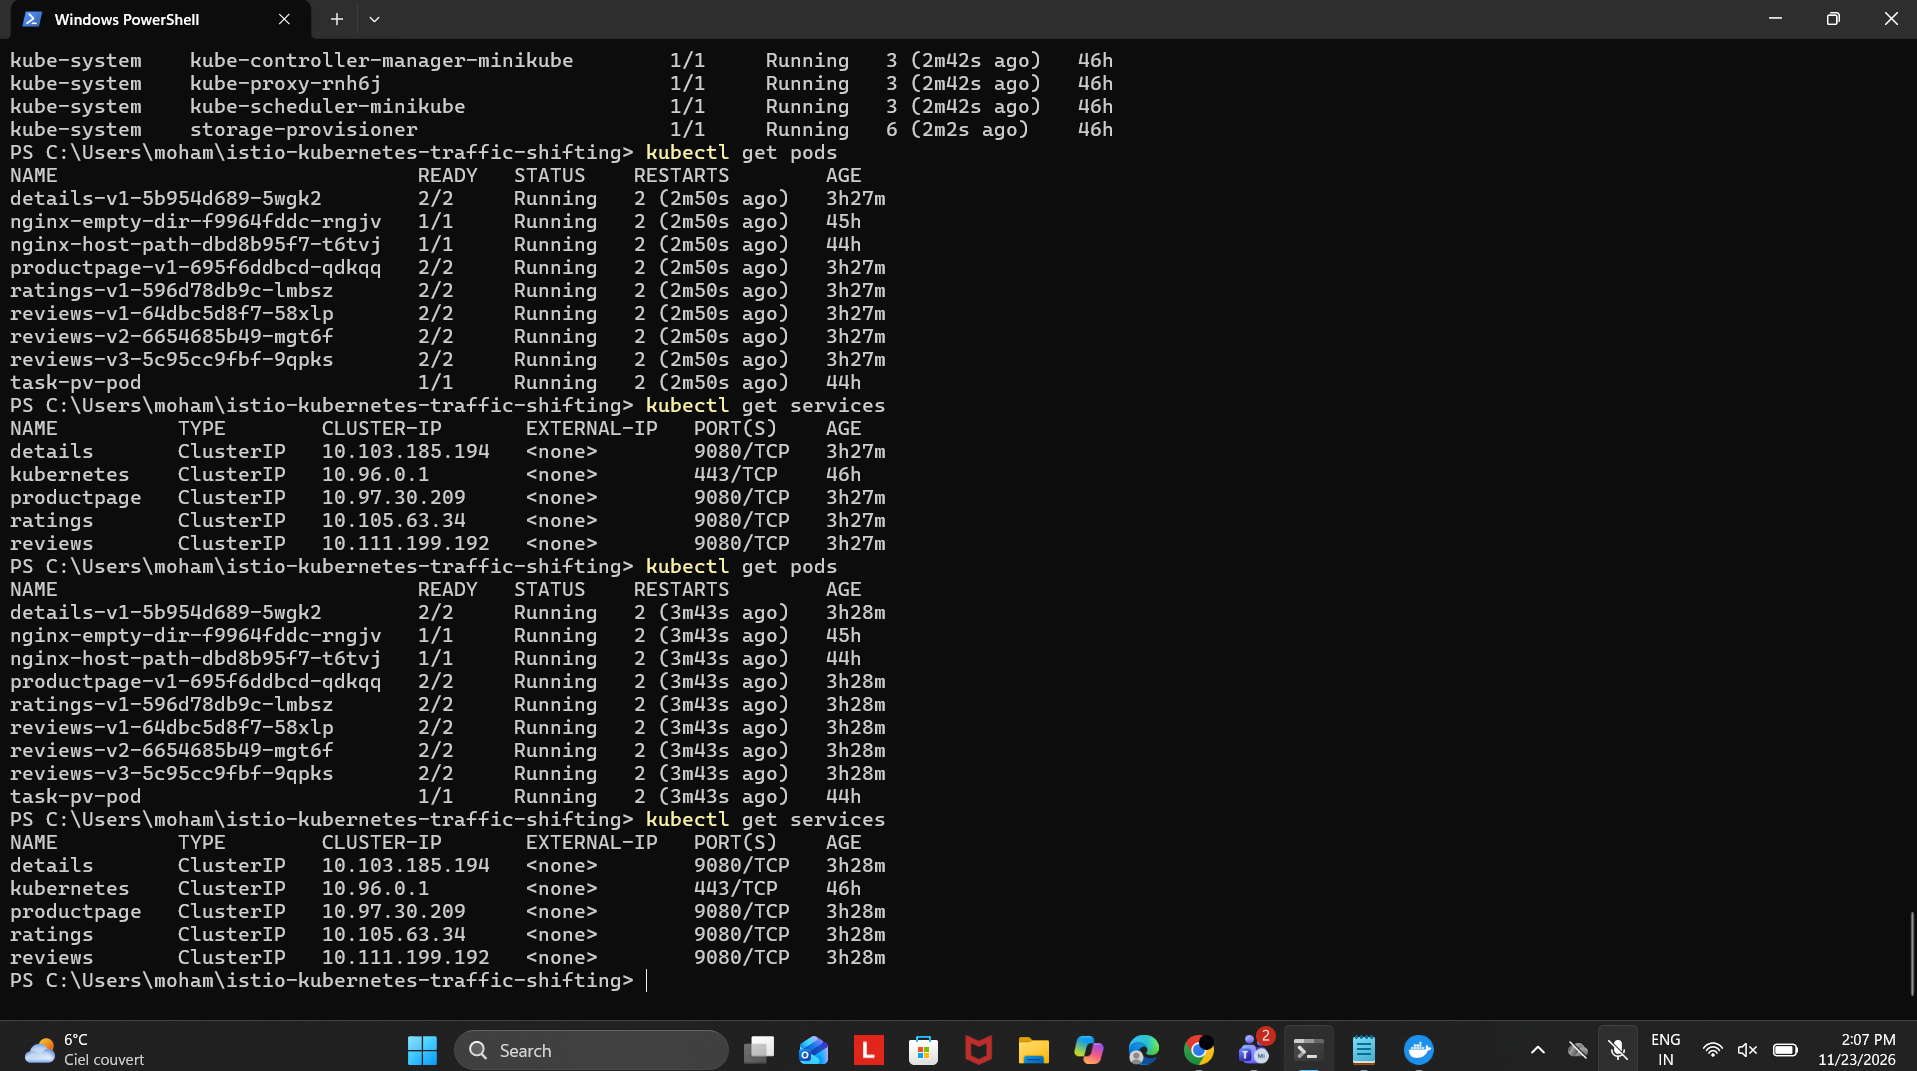 Windows PowerShell
kube-system    kube-controller-manager-minikube        1/1     Running   3 (2m42s ago)   46h
kube-system    kube-proxy-rnh6j                        1/1     Running   3 (2m42s ago)   46h
kube-system    kube-scheduler-minikube                 1/1     Running   3 (2m42s ago)   46h
kube-system    storage-provisioner                     1/1     Running   6 (2m2s ago)    46h
PS C:\Users\moham\istio-kubernetes-traffic-shifting> kubectl get pods
NAME                              READY   STATUS    RESTARTS        AGE
details-v1-5b954d689-5wgk2        2/2     Running   2 (2m50s ago)   3h27m
nginx-empty-dir-f9964fddc-rngjv   1/1     Running   2 (2m50s ago)   45h
nginx-host-path-dbd8b95f7-t6tvj   1/1     Running   2 (2m50s ago)   44h
productpage-v1-695f6ddbcd-qdkqq   2/2     Running   2 (2m50s ago)   3h27m
ratings-v1-596d78db9c-lmbsz       2/2     Running   2 (2m50s ago)   3h27m
reviews-v1-64dbc5d8f7-58xlp       2/2     Running   2 (2m50s ago)   3h27m
reviews-v2-6654685b49-mgt6f       2/2     Running   2 (2m50s ago)   3h27m
reviews-v3-5c95cc9fbf-9qpks       2/2     Running   2 (2m50s ago)   3h27m
task-pv-pod                       1/1     Running   2 (2m50s ago)   44h
PS C:\Users\moham\istio-kubernetes-traffic-shifting> kubectl get services
NAME          TYPE        CLUSTER-IP       EXTERNAL-IP   PORT(S)    AGE
details       ClusterIP   10.103.185.194   <none>        9080/TCP   3h27m
kubernetes    ClusterIP   10.96.0.1        <none>        443/TCP    46h
productpage   ClusterIP   10.97.30.209     <none>        9080/TCP   3h27m
ratings       ClusterIP   10.105.63.34     <none>        9080/TCP   3h27m
reviews       ClusterIP   10.111.199.192   <none>        9080/TCP   3h27m
PS C:\Users\moham\istio-kubernetes-traffic-shifting> kubectl get pods
NAME                              READY   STATUS    RESTARTS        AGE
details-v1-5b954d689-5wgk2        2/2     Running   2 (3m43s ago)   3h28m
nginx-empty-dir-f9964fddc-rngjv   1/1     Running   2 (3m43s ago)   45h
nginx-host-path-dbd8b95f7-t6tvj   1/1     Running   2 (3m43s ago)   44h
productpage-v1-695f6ddbcd-qdkqq   2/2     Running   2 (3m43s ago)   3h28m
ratings-v1-596d78db9c-lmbsz       2/2     Running   2 (3m43s ago)   3h28m
reviews-v1-64dbc5d8f7-58xlp       2/2     Running   2 (3m43s ago)   3h28m
reviews-v2-6654685b49-mgt6f       2/2     Running   2 (3m43s ago)   3h28m
reviews-v3-5c95cc9fbf-9qpks       2/2     Running   2 (3m43s ago)   3h28m
task-pv-pod                       1/1     Running   2 (3m43s ago)   44h
PS C:\Users\moham\istio-kubernetes-traffic-shifting> kubectl get services
NAME          TYPE        CLUSTER-IP       EXTERNAL-IP   PORT(S)    AGE
details       ClusterIP   10.103.185.194   <none>        9080/TCP   3h28m
kubernetes    ClusterIP   10.96.0.1        <none>        443/TCP    46h
productpage   ClusterIP   10.97.30.209     <none>        9080/TCP   3h28m
ratings       ClusterIP   10.105.63.34     <none>        9080/TCP   3h28m
reviews       ClusterIP   10.111.199.192   <none>        9080/TCP   3h28m
PS C:\Users\moham\istio-kubernetes-traffic-shifting>
6°C
Ciel couvert
Search
L
2
ENG
IN
2:07 PM
11/23/2026